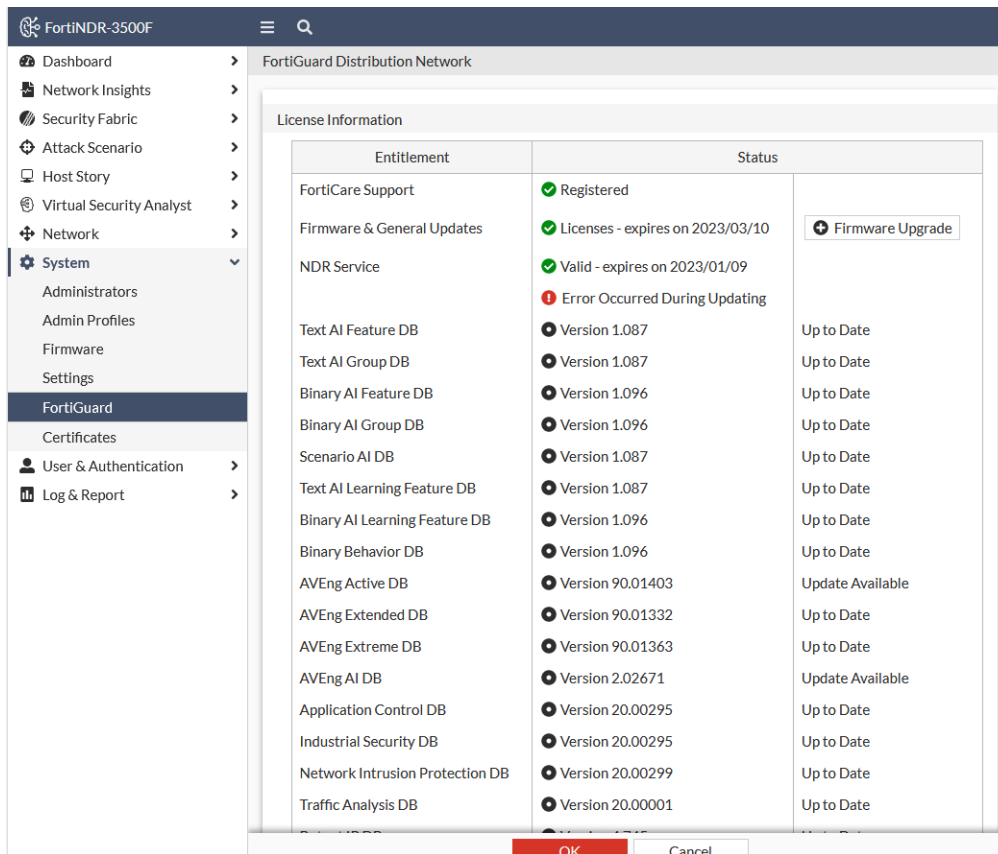 FortiNDR-3500F
Dashboard
Network Insights
Security Fabric
Attack Scenario
Host Story
Virtual Security Analyst
Network
System
Administrators
Admin Profiles
Firmware
Settings
FortiGuard
Certificates
User & Authentication
Log & Report
FortiGuard Distribution Network
License Information
Entitlement Status
FortiCare Support Registered
Firmware & General Updates Licenses - expires on 2023/03/10 Firmware Upgrade
NDR Service Valid - expires on 2023/01/09
Error Occurred During Updating
Text AI Feature DB Version 1.087 Up to Date
Text AI Group DB Version 1.087 Up to Date
Binary AI Feature DB Version 1.096 Up to Date
Binary AI Group DB Version 1.096 Up to Date
Scenario AI DB Version 1.087 Up to Date
Text AI Learning Feature DB Version 1.087 Up to Date
Binary AI Learning Feature DB Version 1.096 Up to Date
Binary Behavior DB Version 1.096 Up to Date
AVEng Active DB Version 90.01403 Update Available
AVEng Extended DB Version 90.01332 Up to Date
AVEng Extreme DB Version 90.01363 Up to Date
AVEng AI DB Version 2.02671 Update Available
Application Control DB Version 20.00295 Up to Date
Industrial Security DB Version 20.00295 Up to Date
Network Intrusion Protection DB Version 20.00299 Up to Date
Traffic Analysis DB Version 20.00001 Up to Date
OK Cancel